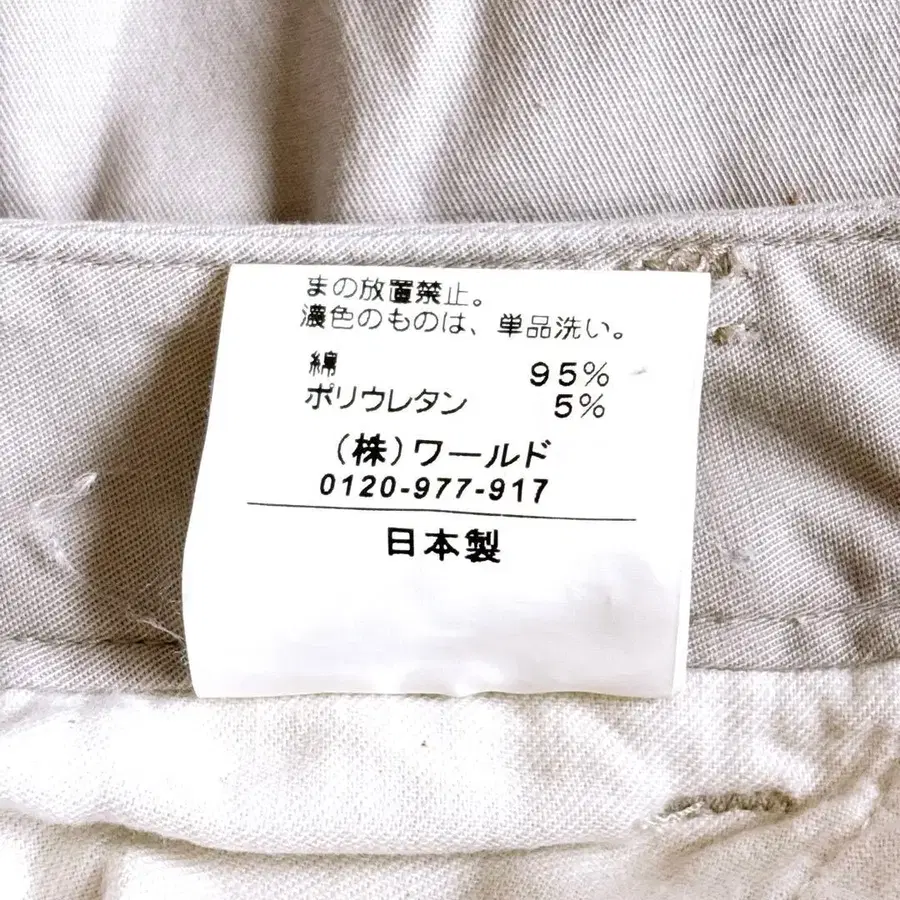 まの放置禁止。
濃色のものは、単品洗い。
綿 95%
ポリウレタン 5%
(株)ワールド
0120-977-917
日本製